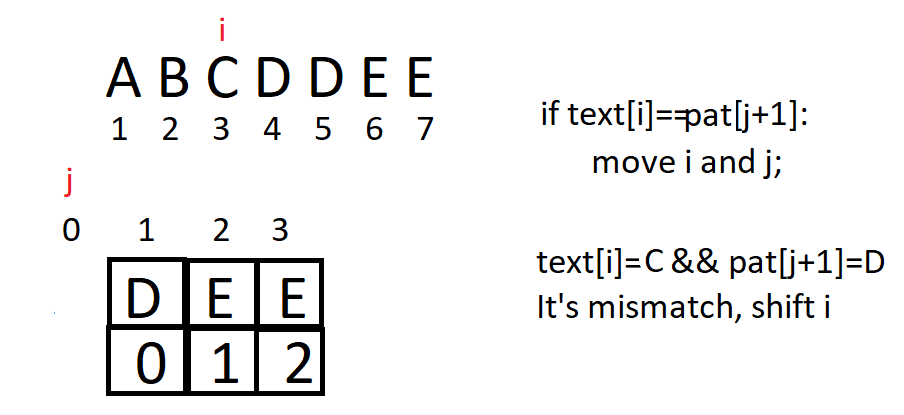 i
A B C D D E E
1 2 3 4 5 6 7
if text[i]==pat[j+1]:
move i and j;
j
0 1 2 3
D E E
0 1 2
text[i]=C && pat[j+1]=D
It's mismatch, shift i